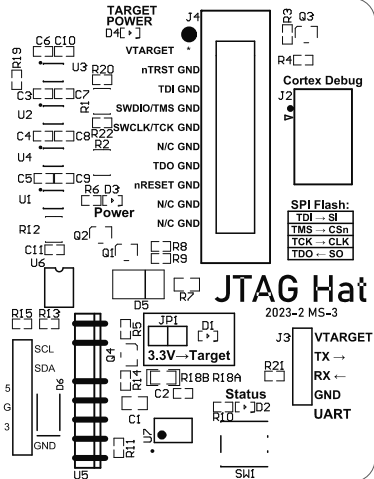 TARGET
POWER
D4
J4
R3
Q3
C6 C10
VTARGET *
R4
R19
U3
R20
nTRST GND
Cortex Debug
TDI GND
J2
C3
C7
R1
SWDIO/TMS GND
U2
SWCLK/TCK GND
C4
C8
R22
R2
N/C GND
U4
TDO GND
C5
C9
nRESET GND
R6 D3
U1
N/C GND
SPI Flash:
TDI → SI
TMS → CSn
TCK → CLK
TDO ← SO
Power
N/C GND
R12
Q2
Q1
R8
R9
C11
U6
D5
R7
JTAG Hat
2023-2 MS-3
R15 R13
R5
JP1
D1
J3
VTARGET
SCL
Q4
3.3V→Target
TX →
SDA
R14
R18B R18A
R21
RX ←
5
D6
C2
Status
GND
G
C1
R10
D2
UART
3
U7
GND
R11
U5
SW1